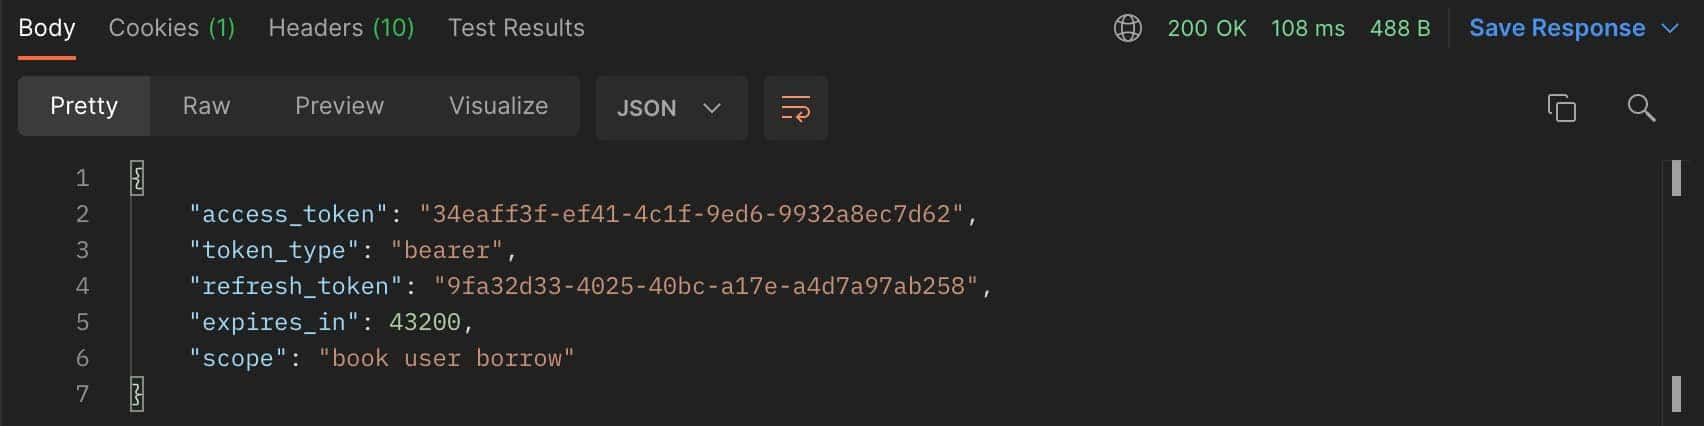 Body Cookies (1) Headers (10) Test Results 200 OK 108 ms 488 B Save Response
Pretty Raw Preview Visualize JSON
1 {
2 "access_token": "34eaff3f-ef41-4c1f-9ed6-9932a8ec7d62",
3 "token_type": "bearer",
4 "refresh_token": "9fa32d33-4025-40bc-a17e-a4d7a97ab258",
5 "expires_in": 43200,
6 "scope": "book user borrow"
7 }